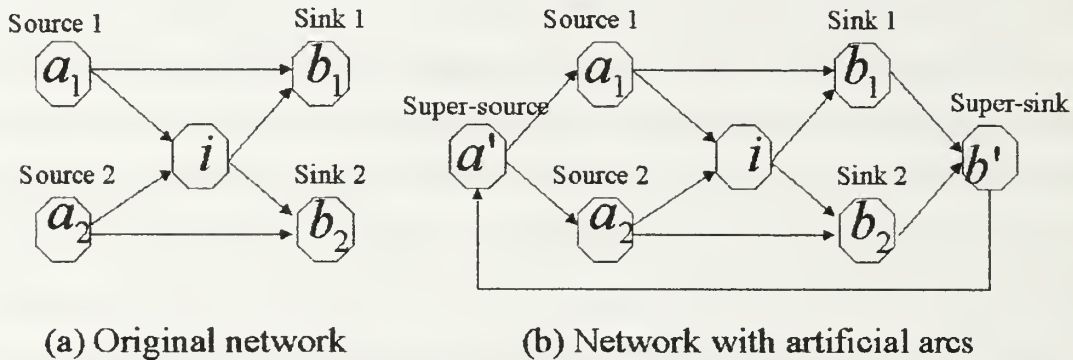 Source 1
Sink 1
a₁
b₁
i
Source 2
Sink 2
a₂
b₂
(a) Original network
Source 1
Sink 1
a₁
b₁
Super-source
Super-sink
a'
i
b'
Source 2
Sink 2
a₂
b₂
(b) Network with artificial arcs